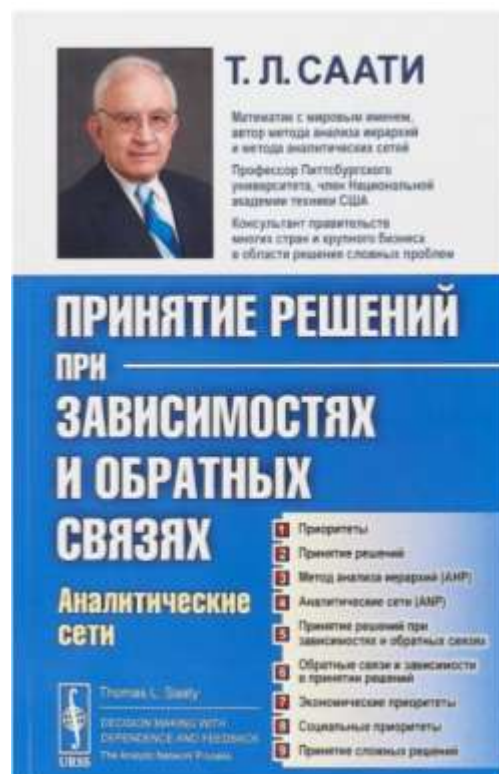 Т. Л. СААТИ
Математик с мировым именем,
автор метода анализа иерархий
и метода аналитических сетей
Профессор Питтсбургского
университета, член Национальной
академии техники США
Консультант правительств
многих стран и крупного бизнеса
в области решения сложных проблем
ПРИНЯТИЕ РЕШЕНИЙ
ПРИ
ЗАВИСИМОСТЯХ
И ОБРАТНЫХ
СВЯЗЯХ
Аналитические
сети
1 Приоритеты
2 Принятие решений
3 Метод анализа иерархий (AHP)
4 Аналитические сети (ANP)
5 Принятие решений при
зависимостях и обратных связях
6 Обратные связи и зависимости
в принятии решений
7 Экономические приоритеты
8 Социальные приоритеты
9 Принятие сложных решений
URSS
Thomas L. Saaty
DECISION MAKING WITH
DEPENDENCE AND FEEDBACK
The Analytic Network Process